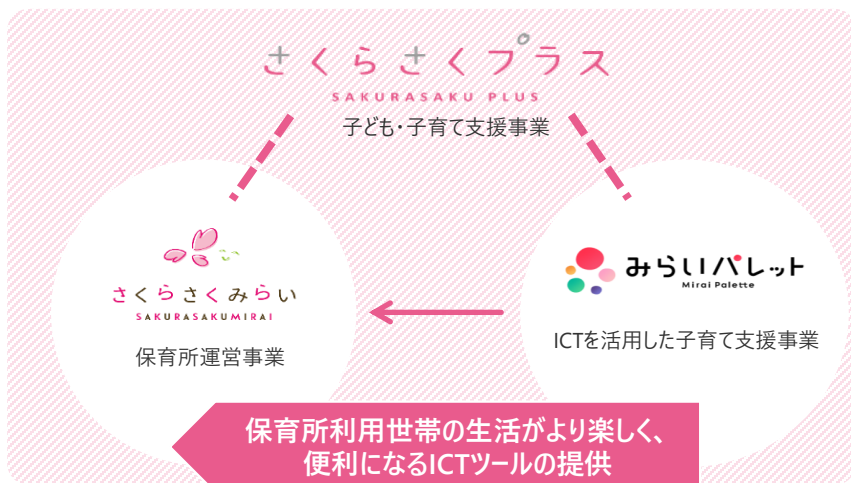 さくらさくプラス
SAKURASAKU PLUS
子ども・子育て支援事業
さくらさくみらい
SAKURASAKUMIRAI
保育所運営事業
みらいパレット
Mirai Palette
ICTを活用した子育て支援事業
保育所利用世帯の生活がより楽しく、
便利になるICTツールの提供